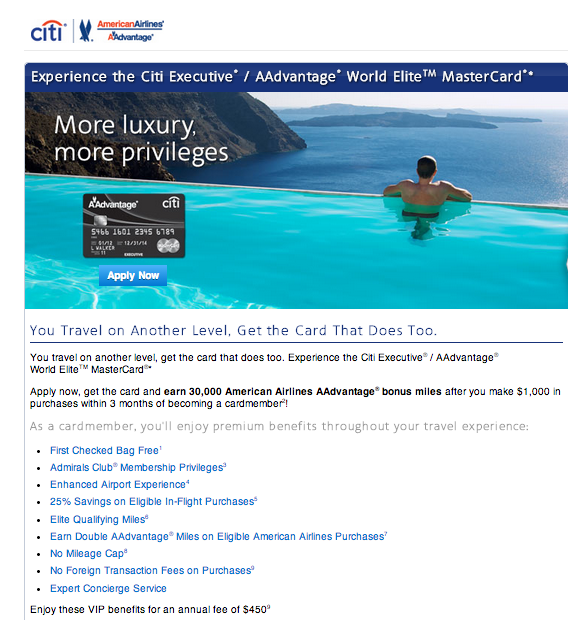 citi® AmericanAirlines®
AAdvantage®
Experience the Citi Executive® / AAdvantage® World Elite™ MasterCard®*
More luxury,
more privileges
AAdvantage® citi
5466 1601 2345 6789
01/12 12/31/14
L WALKER
11 EXECUTIVE
Apply Now
You Travel on Another Level, Get the Card That Does Too.
You travel on another level, get the card that does too. Experience the Citi Executive® / AAdvantage®
World Elite™ MasterCard®*
Apply now, get the card and earn 30,000 American Airlines AAdvantage® bonus miles after you make $1,000 in
purchases within 3 months of becoming a cardmember²!
As a cardmember, you'll enjoy premium benefits throughout your travel experience:
• First Checked Bag Free¹
• Admirals Club® Membership Privileges³
• Enhanced Airport Experience⁴
• 25% Savings on Eligible In-Flight Purchases⁵
• Elite Qualifying Miles⁶
• Earn Double AAdvantage® Miles on Eligible American Airlines Purchases⁷
• No Mileage Cap⁸
• No Foreign Transaction Fees on Purchases⁹
• Expert Concierge Service
Enjoy these VIP benefits for an annual fee of $450⁹